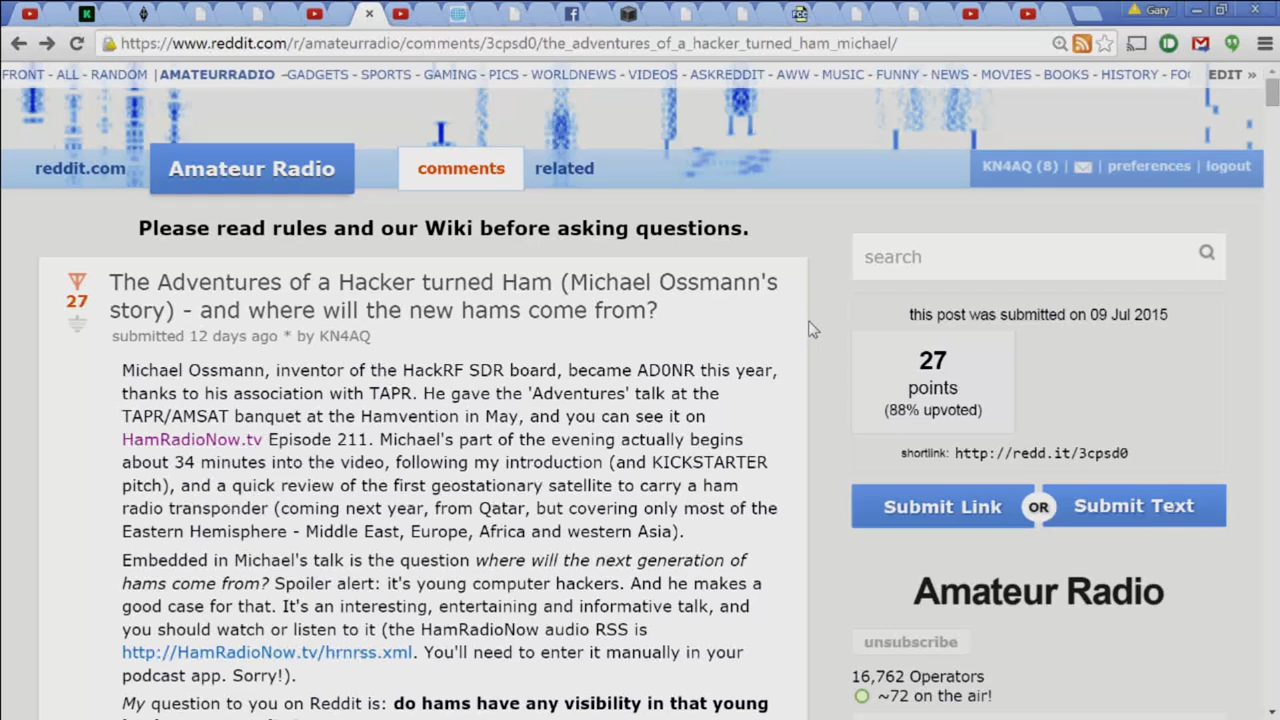 Gary
https://www.reddit.com/r/amateurradio/comments/3cpsd0/the_adventures_of_a_hacker_turned_ham_michael/
FRONT - ALL - RANDOM | AMATEURRADIO - GADGETS - SPORTS - GAMING - PICS - WORLDNEWS - VIDEOS - ASKREDDIT - AWW - MUSIC - FUNNY - NEWS - MOVIES - BOOKS - HISTORY - FO EDIT »
reddit.com Amateur Radio comments related KN4AQ (8) | | preferences | logout
Please read rules and our Wiki before asking questions.
search
The Adventures of a Hacker turned Ham (Michael Ossmann's
story) - and where will the new hams come from?
27
submitted 12 days ago * by KN4AQ
Michael Ossmann, inventor of the HackRF SDR board, became AD0NR this year,
thanks to his association with TAPR. He gave the 'Adventures' talk at the
TAPR/AMSAT banquet at the Hamvention in May, and you can see it on
HamRadioNow.tv Episode 211. Michael's part of the evening actually begins
about 34 minutes into the video, following my introduction (and KICKSTARTER
pitch), and a quick review of the first geostationary satellite to carry a ham
radio transponder (coming next year, from Qatar, but covering only most of the
Eastern Hemisphere - Middle East, Europe, Africa and western Asia).
Embedded in Michael's talk is the question where will the next generation of
hams come from? Spoiler alert: it's young computer hackers. And he makes a
good case for that. It's an interesting, entertaining and informative talk, and
you should watch or listen to it (the HamRadioNow audio RSS is
http://HamRadioNow.tv/hrnrss.xml. You'll need to enter it manually in your
podcast app. Sorry!).
My question to you on Reddit is: do hams have any visibility in that young
this post was submitted on 09 Jul 2015
27
points
(88% upvoted)
shortlink: http://redd.it/3cpsd0
Submit Link OR Submit Text
Amateur Radio
unsubscribe
16,762 Operators
~72 on the air!